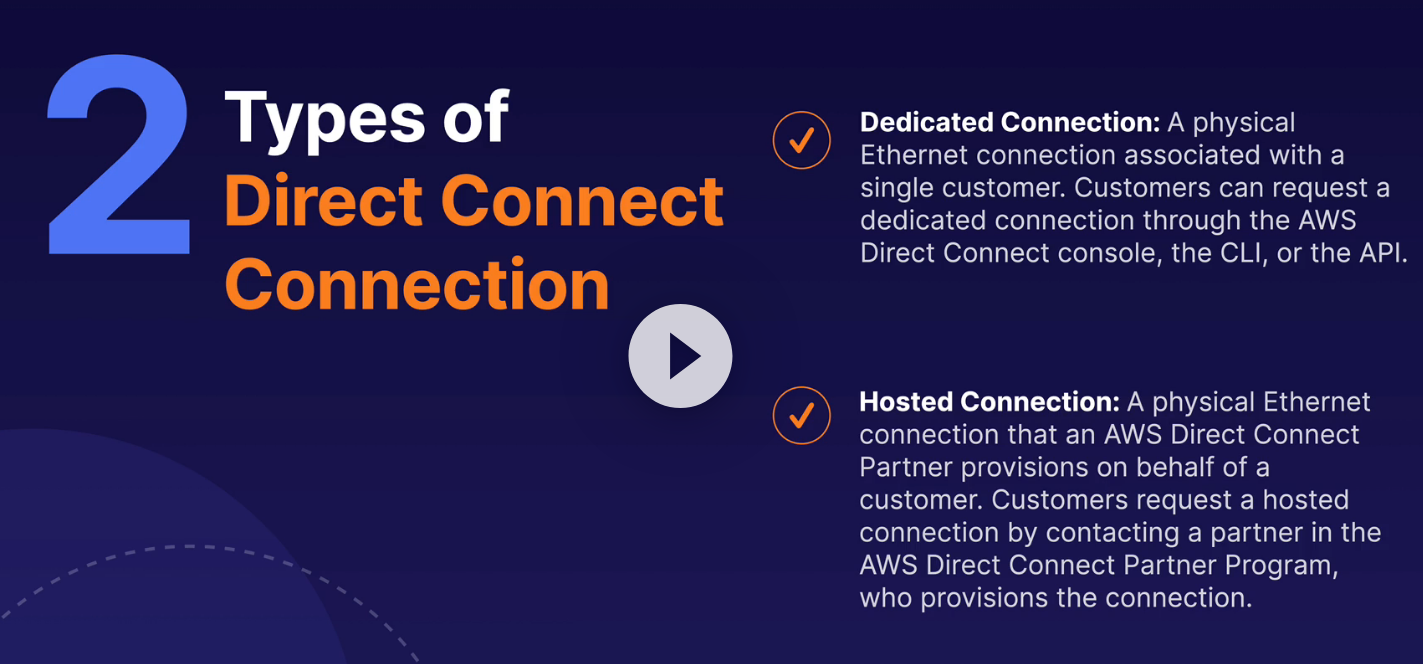 2
Types of
Direct Connect
Connection
Dedicated Connection: A physical
Ethernet connection associated with a
single customer. Customers can request a
dedicated connection through the AWS
Direct Connect console, the CLI, or the API.
Hosted Connection: A physical Ethernet
connection that an AWS Direct Connect
Partner provisions on behalf of a
customer. Customers request a hosted
connection by contacting a partner in the
AWS Direct Connect Partner Program,
who provisions the connection.